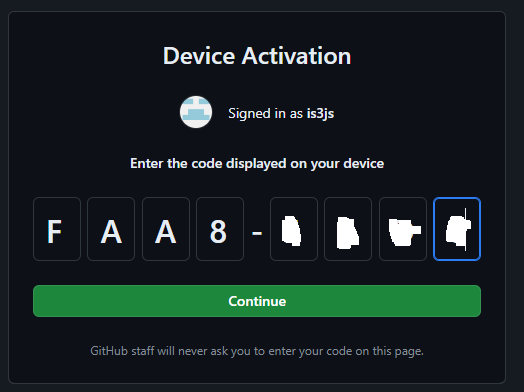 Device Activation
Signed in as is3js
Enter the code displayed on your device
F A A 8 -
Continue
GitHub staff will never ask you to enter your code on this page.